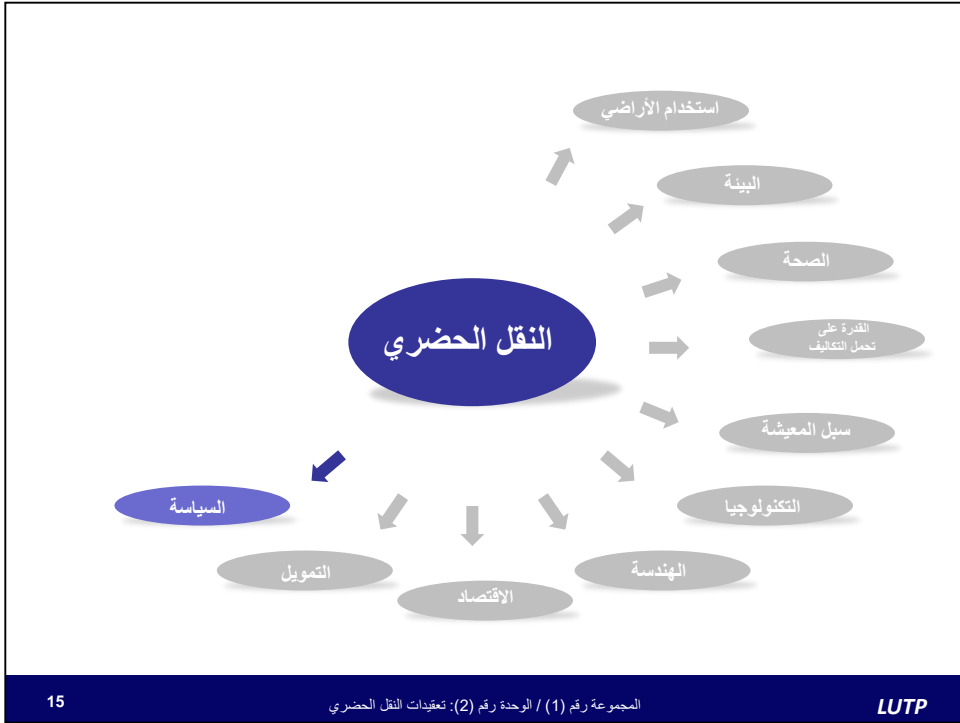 استخدام الأراضي
البيئة
الصحة
القدرة على
تحمل التكاليف
سبل المعيشة
التكنولوجيا
الهندسة
الاقتصاد
التمويل
السياسة
النقل الحضري
15
المجموعة رقم (1) / الوحدة رقم (2): تعقيدات النقل الحضري
LUTP